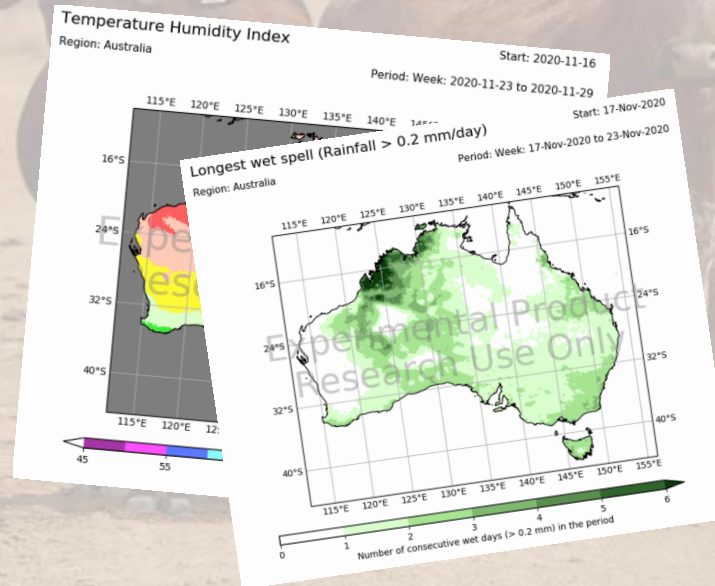 Temperature Humidity Index
Region: Australia
Start: 2020-11-16
Period: Week: 2020-11-23 to 2020-11-29
115°E 120°E 125°E 130°E 135°E 140°E
16°S
24°S
32°S
40°S
115°E 120°E
45 55
Longest wet spell (Rainfall > 0.2 mm/day)
Region: Australia
Start: 17-Nov-2020
Period: Week: 17-Nov-2020 to 23-Nov-2020
115°E 120°E 125°E 130°E 135°E 140°E 145°E 150°E 155°E
16°S 16°S
24°S 24°S
32°S 32°S
40°S 40°S
Experimental Product
Research Use Only
115°E 120°E 125°E 130°E 135°E 140°E 145°E 150°E 155°E
0 1 2 3 4 5 6
Number of consecutive wet days (> 0.2 mm) in the period